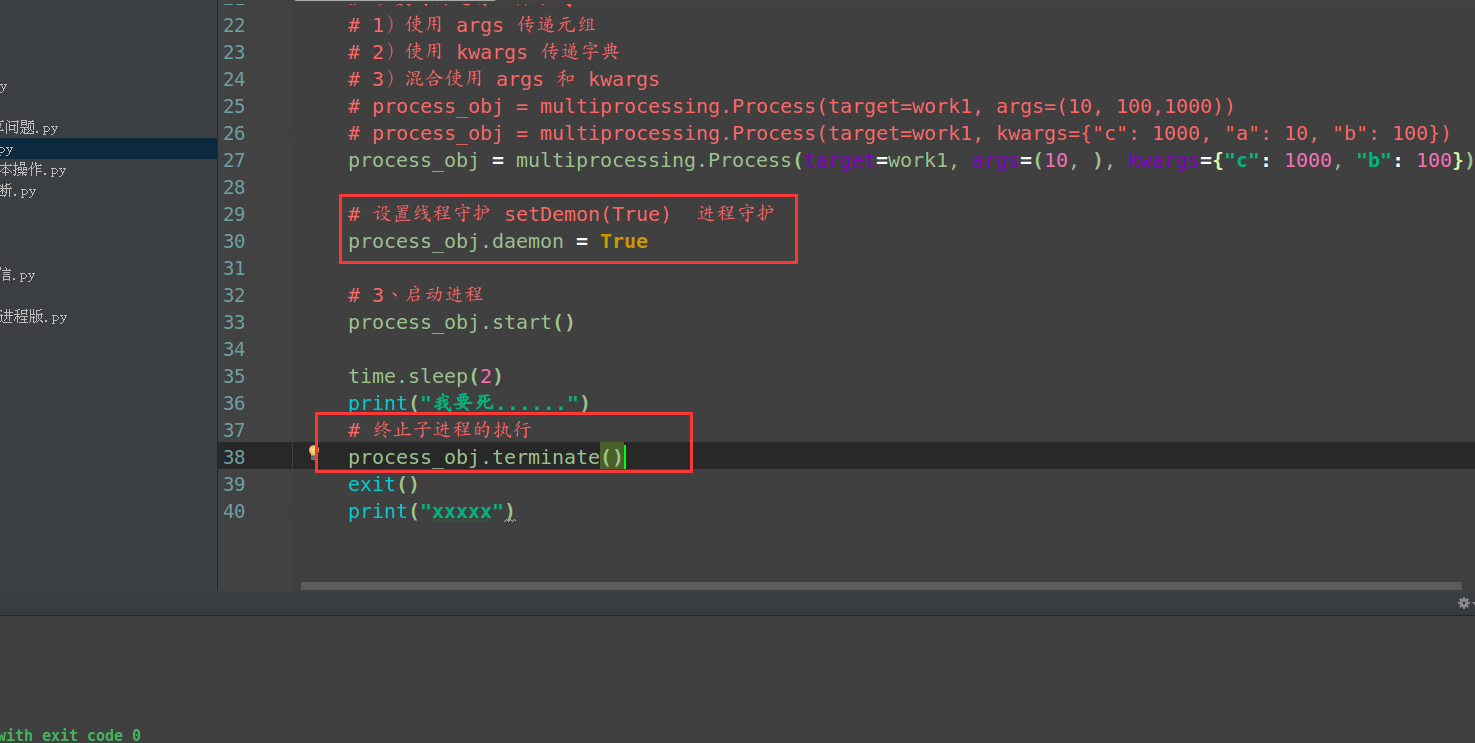 y
问题.py
py
本操作.py
断.py
信.py
进程版.py
22 # 1）使用 args 传递元组
23 # 2）使用 kwargs 传递字典
24 # 3）混合使用 args 和 kwargs
25 # process_obj = multiprocessing.Process(target=work1, args=(10, 100,1000))
26 # process_obj = multiprocessing.Process(target=work1, kwargs={"c": 1000, "a": 10, "b": 100})
27 process_obj = multiprocessing.Process(target=work1, args=(10, ), kwargs={"c": 1000, "b": 100})
28
29 # 设置线程守护 setDemon(True)  进程守护
30 process_obj.daemon = True
31
32 # 3、启动进程
33 process_obj.start()
34
35 time.sleep(2)
36 print("我要死......")
37 # 终止子进程的执行
38 process_obj.terminate()
39 exit()
40 print("xxxxx")
with exit code 0